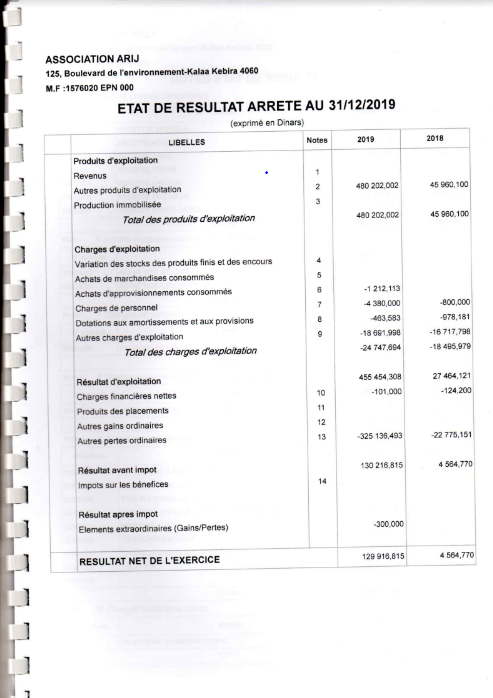 ASSOCIATION ARIJ
125, Boulevard de l'environnement-Kalaa Kebira 4060
M.F :1576020 EPN 000
ETAT DE RESULTAT ARRETE AU 31/12/2019
(exprimé en Dinars)
LIBELLES Notes 2019 2018
Produits d'exploitation
Revenus 1
Autres produits d'exploitation 2 480 202,002 45 960,100
Production immobilisée 3
Total des produits d'exploitation 480 202,002 45 960,100
Charges d'exploitation
Variation des stocks des produits finis et des encours 4
Achats de marchandises consommés 5
Achats d'approvisionnements consommés 6 -1 212,113
Charges de personnel 7 -4 380,000 -800,000
Dotations aux amortissements et aux provisions 8 -463,583 -978,181
Autres charges d'exploitation 9 -18 691,998 -16 717,798
Total des charges d'exploitation -24 747,694 -18 495,979
Résultat d'exploitation 455 454,308 27 464,121
Charges financières nettes 10 -101,000 -124,200
Produits des placements 11
Autres gains ordinaires 12
Autres pertes ordinaires 13 -325 136,493 -22 775,151
Résultat avant impot 130 216,815 4 564,770
Impots sur les bénefices 14
Résultat apres impot
Elements extraordinaires (Gains/Pertes) -300,000
RESULTAT NET DE L'EXERCICE 129 916,815 4 564,770